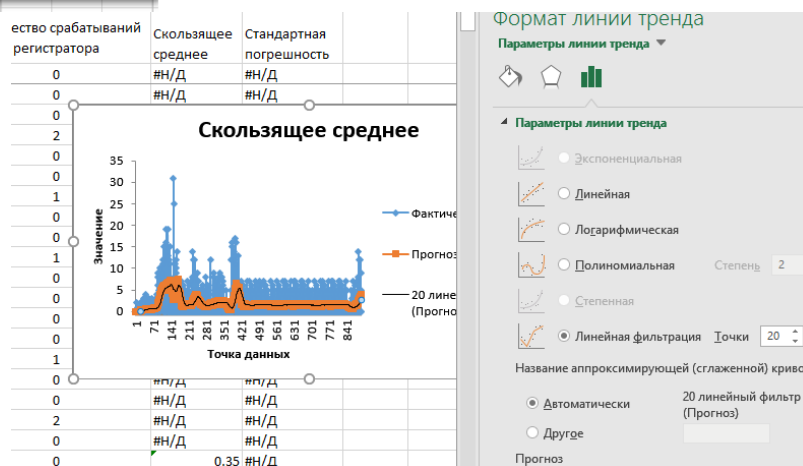 ество срабатываний
регистратора
Скользящее
среднее
Стандартная
погрешность
0 #Н/Д #Н/Д
0 #Н/Д #Н/Д
0
2
0
0
1
0
0
1
0
0
0
0
1
0 #Н/Д #Н/Д
0 #Н/Д #Н/Д
2 #Н/Д #Н/Д
0 #Н/Д #Н/Д
0 0,35 #Н/Д
Скользящее среднее
Значение
35
30
25
20
15
10
5
0
1 71 141 211 281 351 421 491 561 631 701 771 841
Точка данных
Фактиче
Прогноз
20 лине
(Прогно
Формат линии тренда
Параметры линии тренда
Параметры линии тренда
Экспоненциальная
Линейная
Логарифмическая
Полиномиальная Степень 2
Степенная
Линейная фильтрация Точки 20
Название аппроксимирующей (сглаженной) криво
Автоматически
20 линейный фильтр
(Прогноз)
Другое
Прогноз